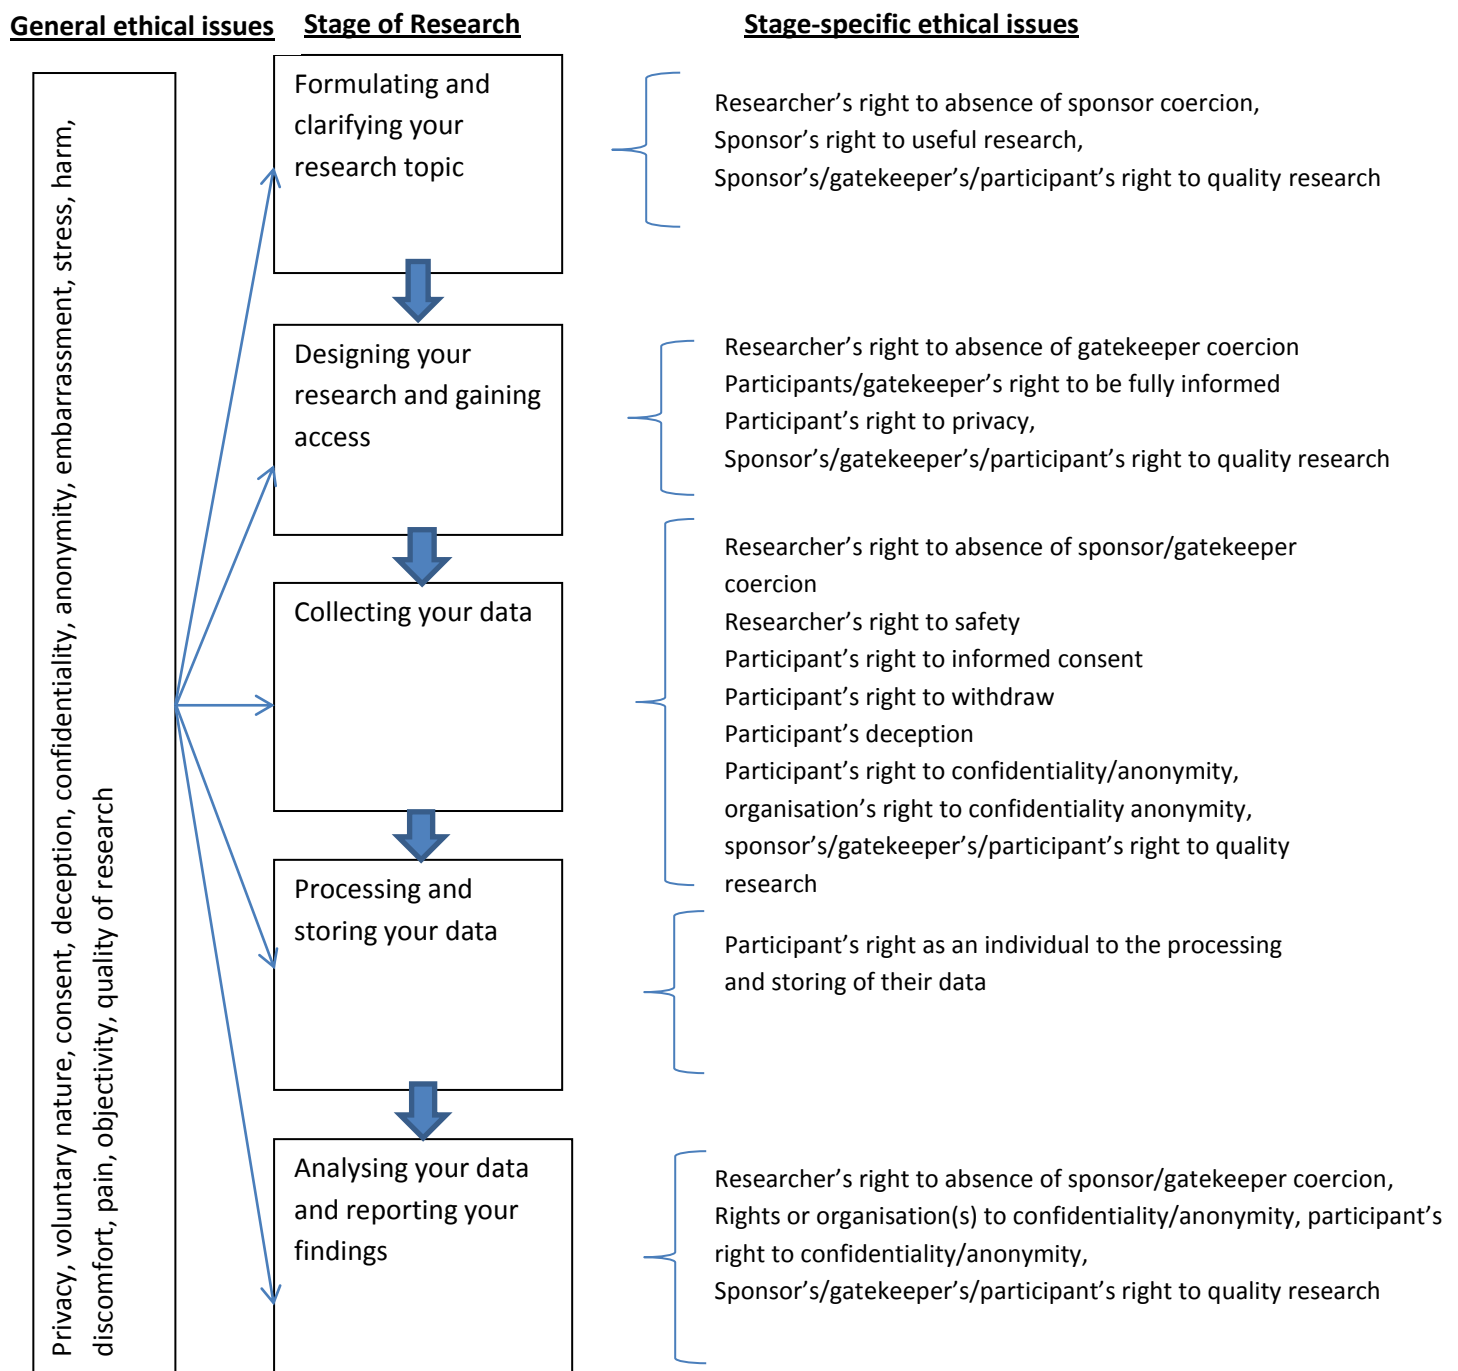 General ethical issues
Stage of Research
Stage-specific ethical issues
Privacy, voluntary nature, consent, deception, confidentiality, anonymity, embarrassment, stress, harm,
discomfort, pain, objectivity, quality of research
Formulating and
clarifying your
research topic
Researcher’s right to absence of sponsor coercion,
Sponsor’s right to useful research,
Sponsor’s/gatekeeper’s/participant’s right to quality research
Designing your
research and gaining
access
Researcher’s right to absence of gatekeeper coercion
Participants/gatekeeper’s right to be fully informed
Participant’s right to privacy,
Sponsor’s/gatekeeper’s/participant’s right to quality research
Collecting your data
Researcher’s right to absence of sponsor/gatekeeper
coercion
Researcher’s right to safety
Participant’s right to informed consent
Participant’s right to withdraw
Participant’s deception
Participant’s right to confidentiality/anonymity,
organisation’s right to confidentiality anonymity,
sponsor’s/gatekeeper’s/participant’s right to quality
research
Processing and
storing your data
Participant’s right as an individual to the processing
and storing of their data
Analysing your data
and reporting your
findings
Researcher’s right to absence of sponsor/gatekeeper coercion,
Rights or organisation(s) to confidentiality/anonymity, participant’s
right to confidentiality/anonymity,
Sponsor’s/gatekeeper’s/participant’s right to quality research